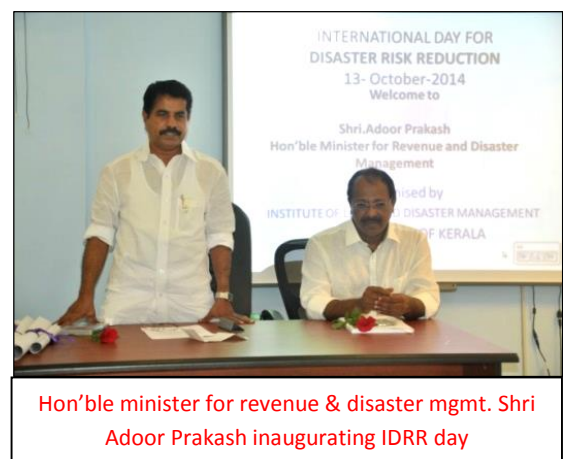 INTERNATIONAL DAY FOR
DISASTER RISK REDUCTION
13- October-2014
Welcome to
Shri.Adoor Prakash
Hon'ble Minister for Revenue and Disaster
Management
INSTITUTE OF DISASTER MANAGEMENT
OF KERALA
Hon'ble minister for revenue & disaster mgmt. Shri
Adoor Prakash inaugurating IDRR day